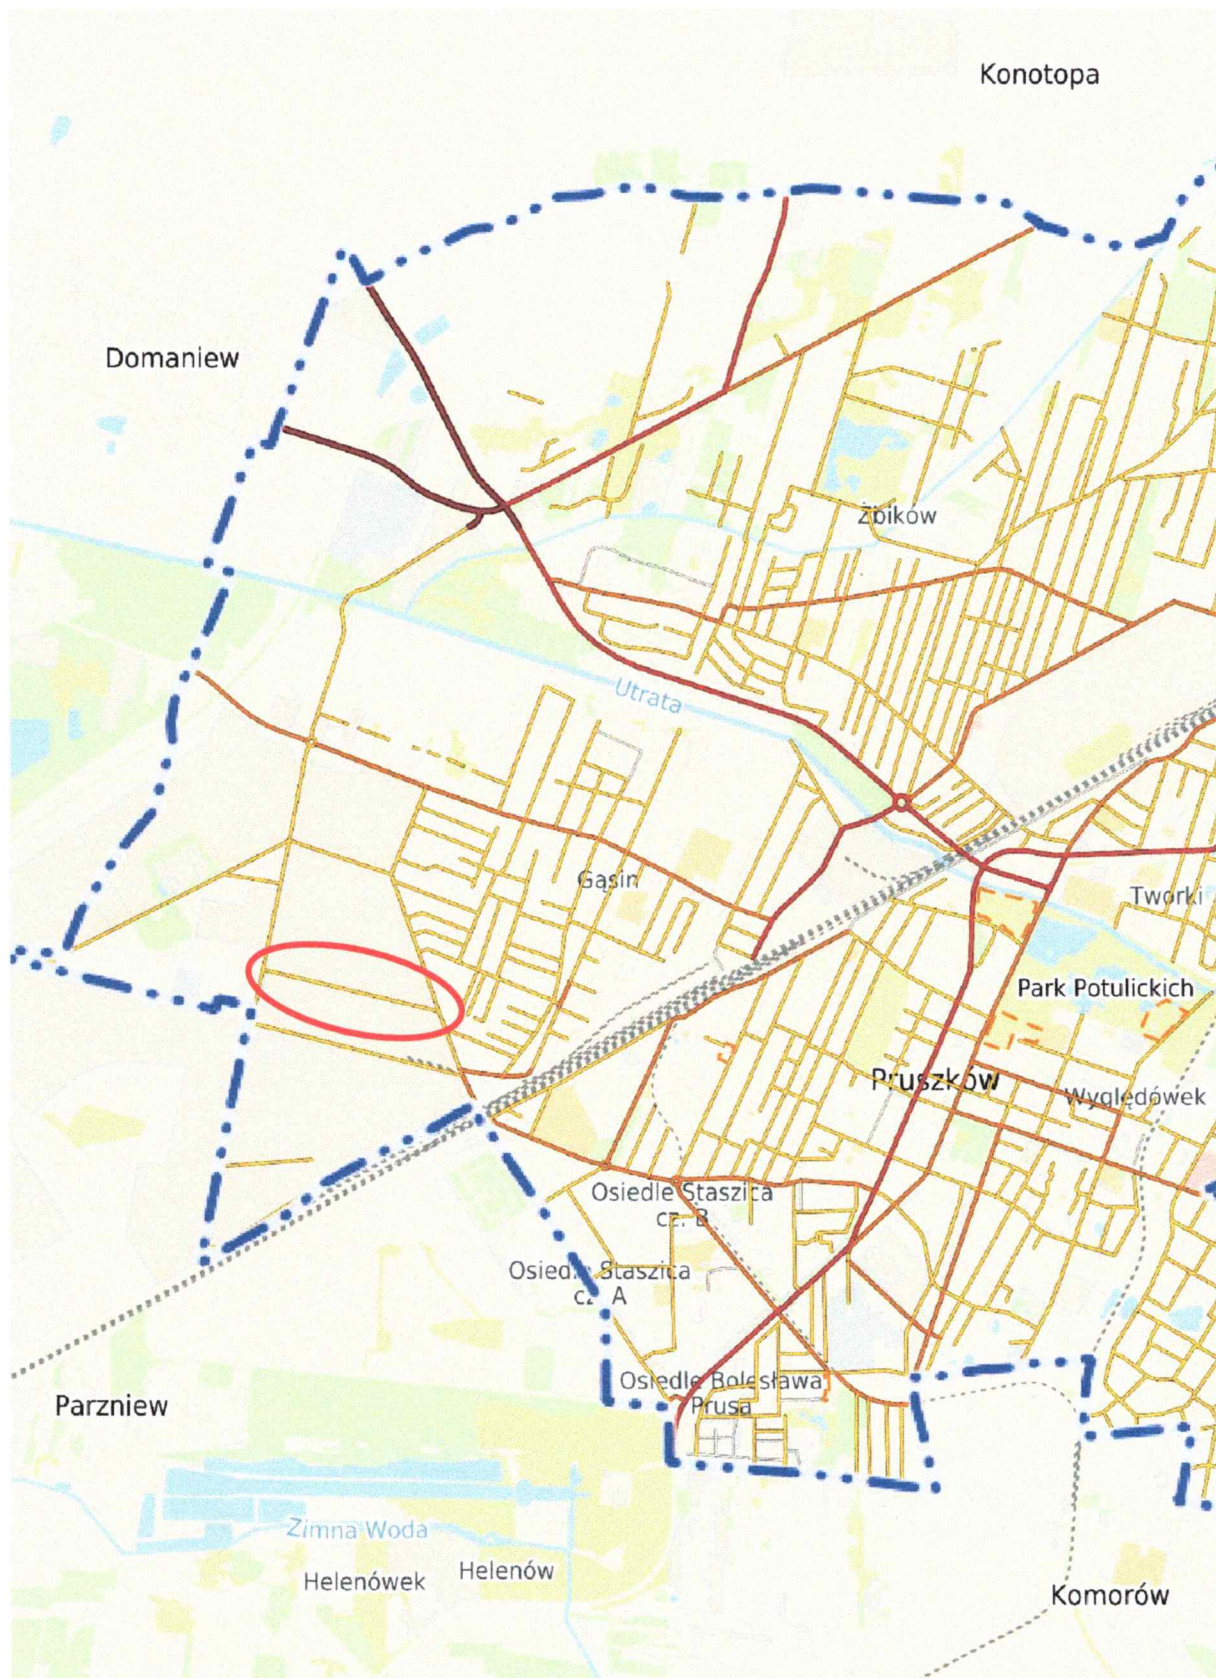 Konotopa
Domaniew
Żbików
Utrata
Gąsin
Tworki
Park Potulickich
Pruszków
Wyględówek
Osiedle Staszica
cz. B
Osiedle Staszica
cz. A
Osiedle Bolesława
Prusa
Parzniew
Zimna Woda
Helenówek
Helenów
Komorów